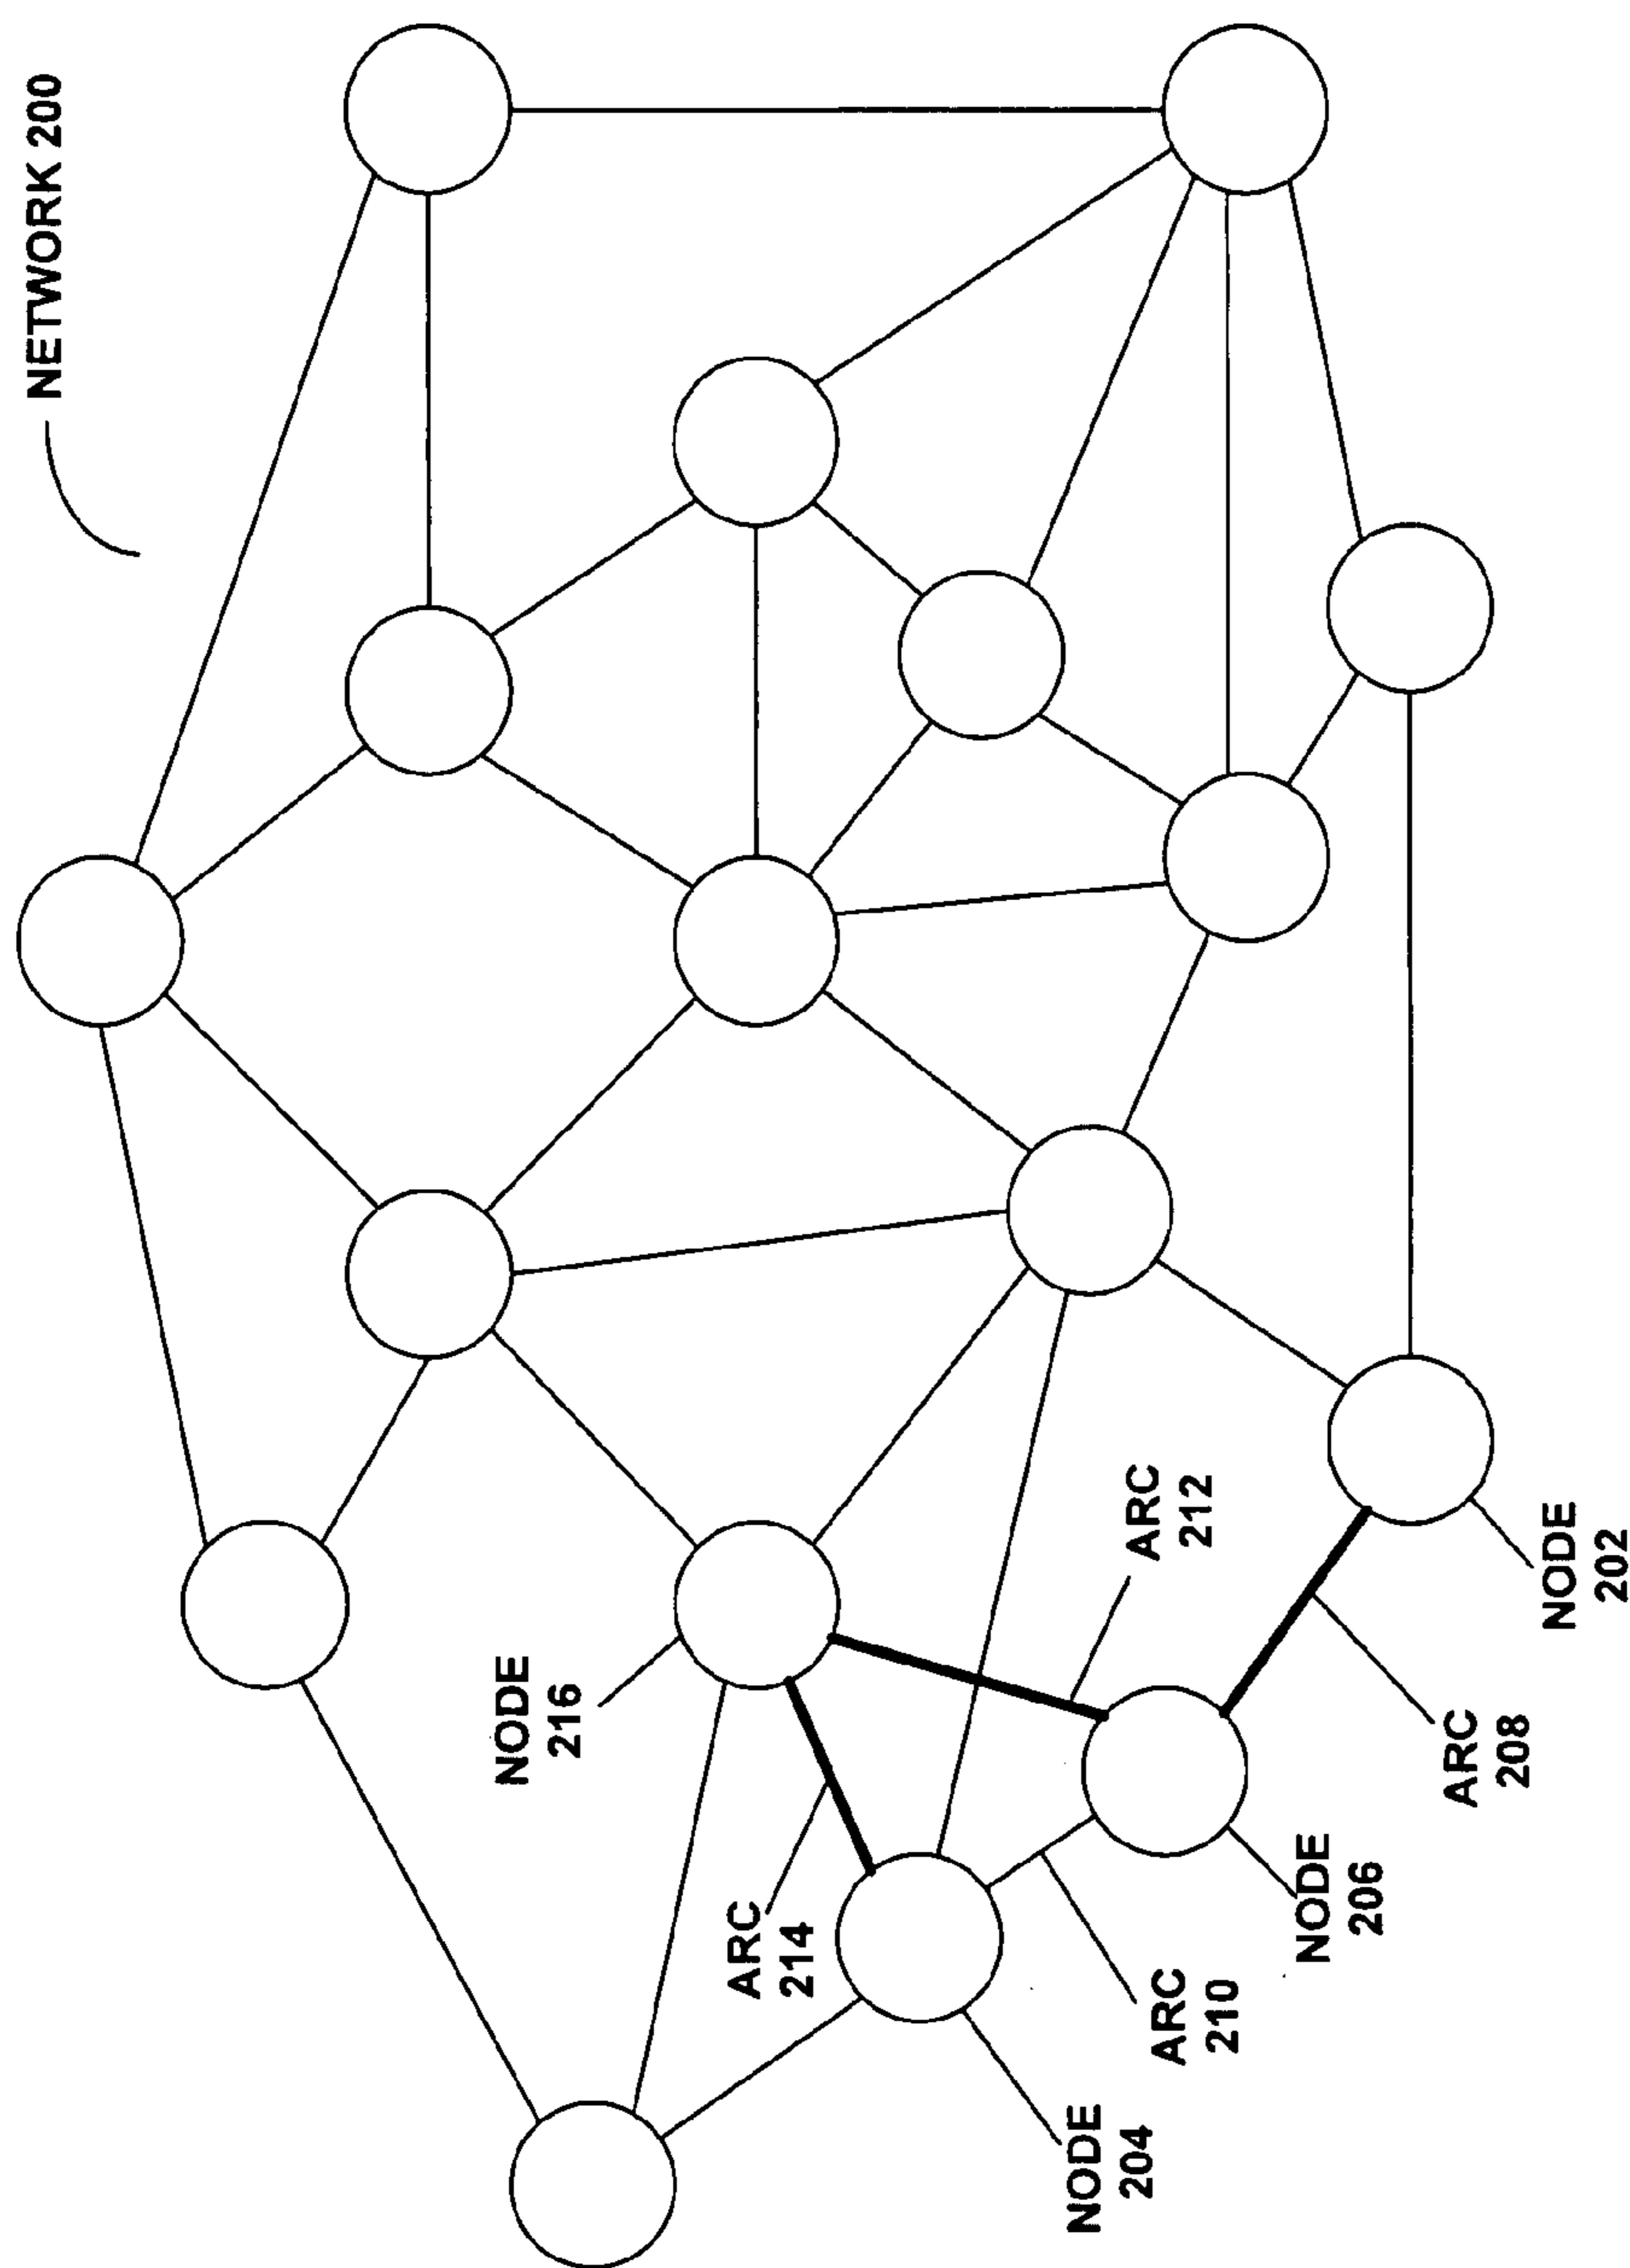 NETWORK 200
NODE
216
ARC
214
NODE
204
ARC
212
ARC
210
NODE
206
ARC
208
NODE
202